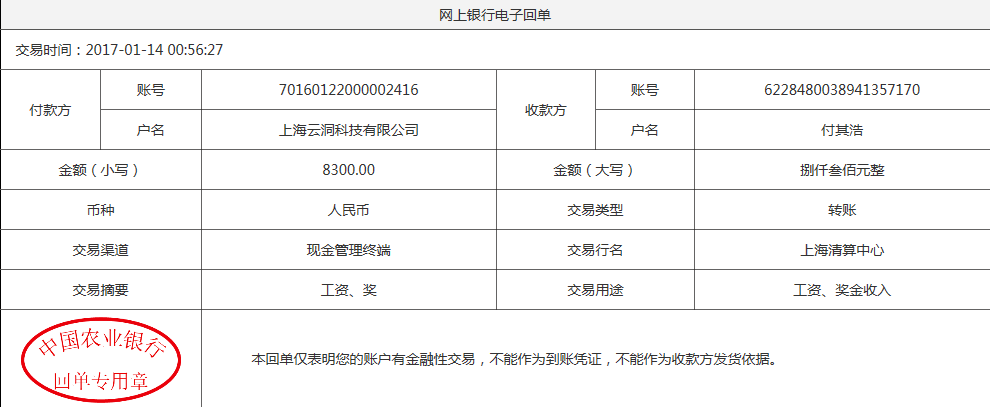 网上银行电子回单
交易时间：2017-01-14 00:56:27
付款方 账号 70160122000002416 收款方 账号 6228480038941357170
户名 上海云洞科技有限公司 户名 付其浩
金额（小写） 8300.00 金额（大写） 捌仟叁佰元整
币种 人民币 交易类型 转账
交易渠道 现金管理终端 交易行名 上海清算中心
交易摘要 工资、奖 交易用途 工资、奖金收入
中国农业银行
回单专用章
本回单仅表明您的账户有金融性交易，不能作为到账凭证，不能作为收款方发货依据。